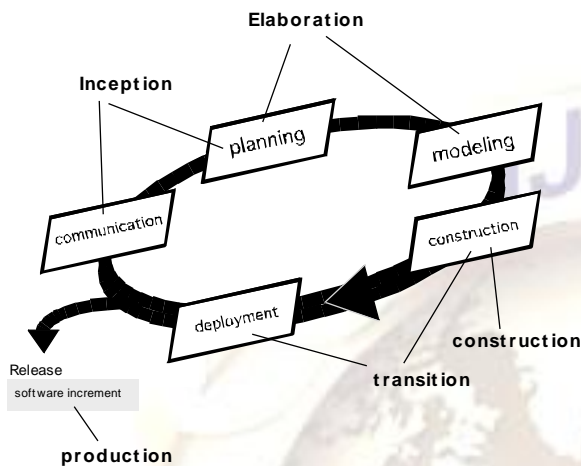 Elaboration
Inception
planning
modeling
communication
construction
deployment
construction
transition
Release
software increment
production